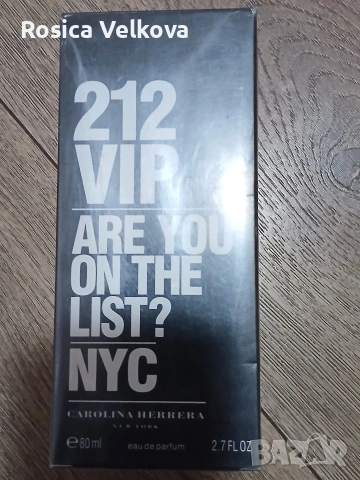 Rosica Velkova
212
VIP
ARE YOU
ON THE
LIST?
NYC
CAROLINA HERRERA
NEW YORK
℮ 80 ml eau de parfum 2.7 FL OZ
BAZAR